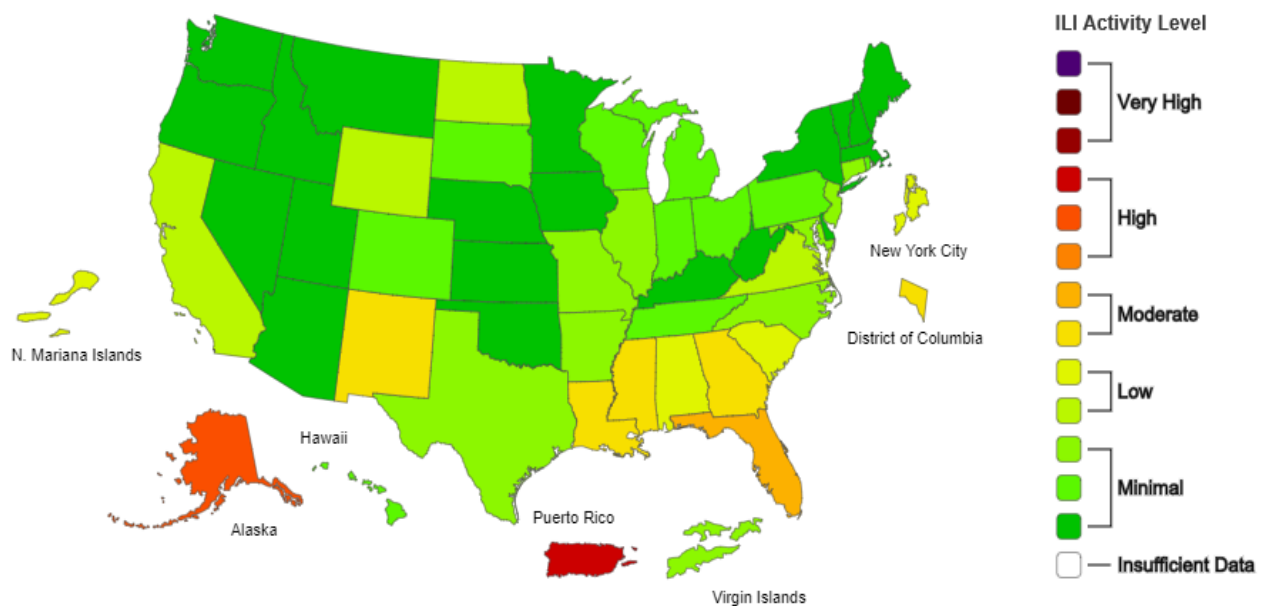 ILI Activity Level
Very High
High
New York City
Moderate
District of Columbia
N. Mariana Islands
Low
Hawaii
Minimal
Puerto Rico
Alaska
Insufficient Data
Virgin Islands